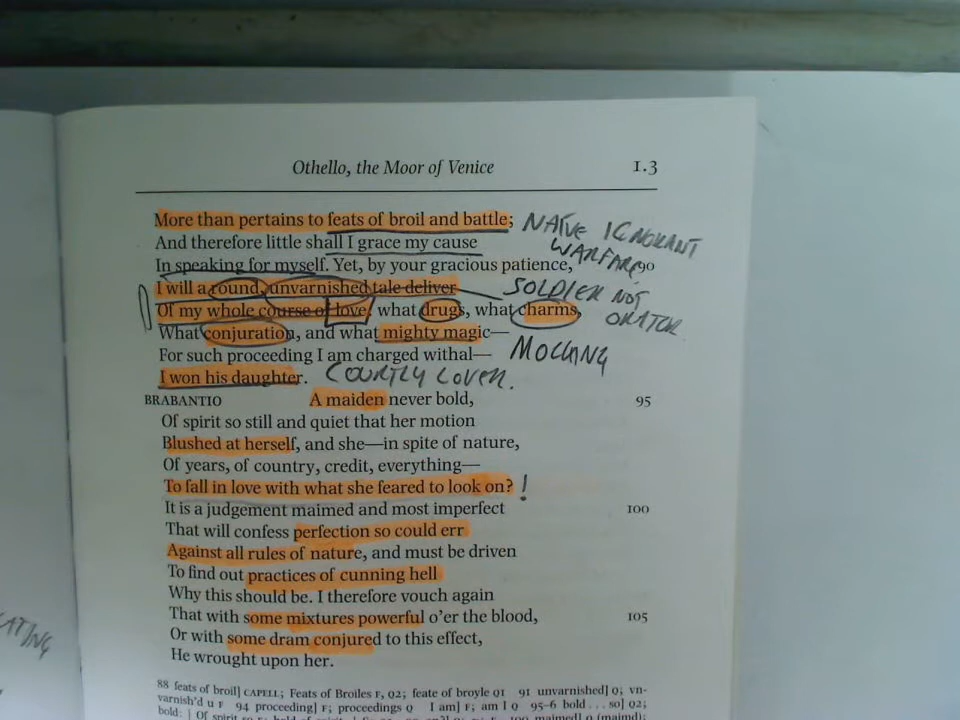 Othello, the Moor of Venice 1.3
More than pertains to feats of broil and battle; NAÏVE IGNORANT
And therefore little shall I grace my cause WARFARE
In speaking for myself. Yet, by your gracious patience, 90
I will a round, unvarnished tale deliver SOLDIER NOT
Of my whole course of love: what drugs, what charms, ORATOR
What conjuration, and what mighty magic—
For such proceeding I am charged withal— MOCKING
I won his daughter. COURTLY LOVER.
BRABANTIO A maiden never bold, 95
Of spirit so still and quiet that her motion
Blushed at herself, and she—in spite of nature,
Of years, of country, credit, everything—
To fall in love with what she feared to look on? !
It is a judgement maimed and most imperfect 100
That will confess perfection so could err
Against all rules of nature, and must be driven
To find out practices of cunning hell
Why this should be. I therefore vouch again
That with some mixtures powerful o'er the blood, 105
Or with some dram conjured to this effect,
He wrought upon her.
88 feats of broil] CAPELL; Feats of Broiles F, Q2; feate of broyle Q1 91 unvarnished] Q; vn-
varnish'd u F 94 proceeding] F; proceedings Q I am] F; am I Q 95–6 bold . . . so] Q2;